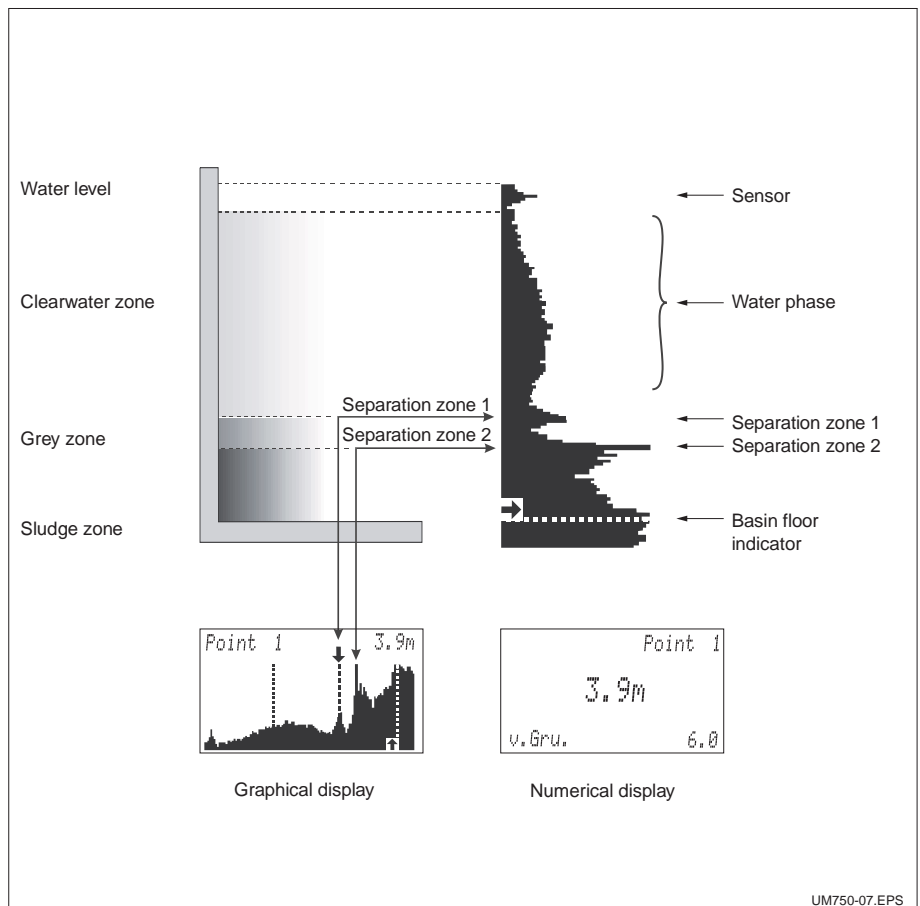 Water level
Clearwater zone
Grey zone
Sludge zone
Separation zone 1
Separation zone 2
Sensor
Water phase
Separation zone 1
Separation zone 2
Basin floor
indicator
Point 1 3.9m
Graphical display
Point 1
3.9m
v.Gru. 6.0
Numerical display
UM750-07.EPS